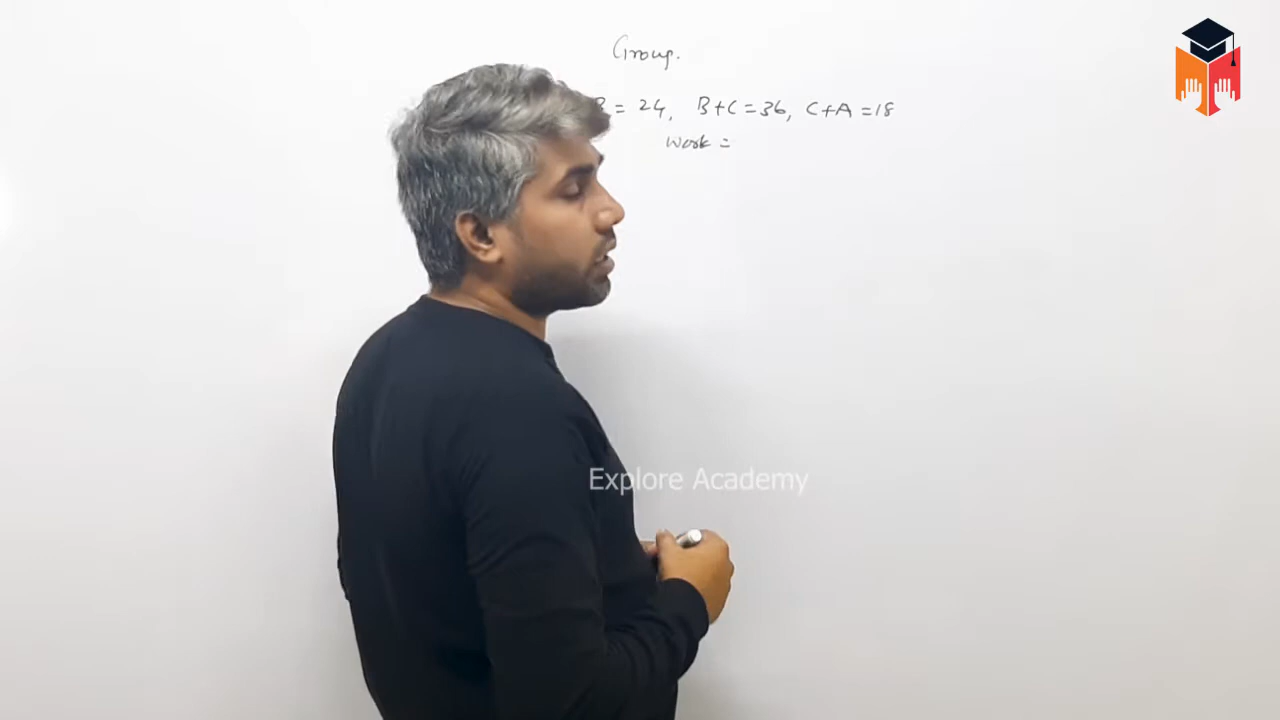 Group.
B = 24, B+C = 36, C+A = 18
Work =
Explore Academy